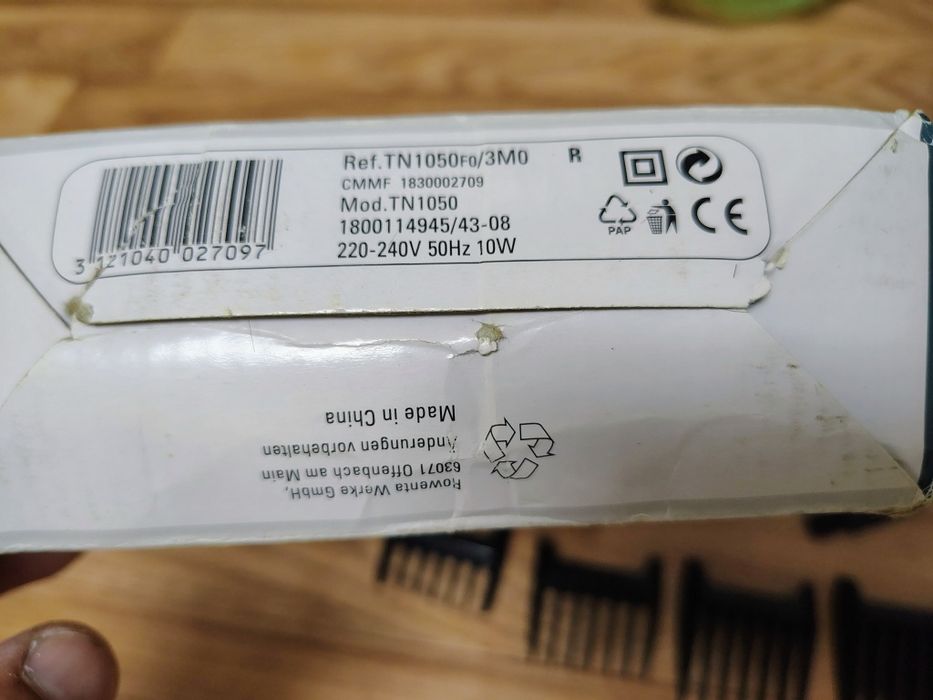 Ref.TN1050F0/3M0 R
CMMF 1830002709
Mod.TN1050
1800114945/43-08
220-240V 50Hz 10W
3 121040 027097
PAP
CE
Rowenta Werke GmbH,
63071 Offenbach am Main
Änderungen vorbehalten
Made in China